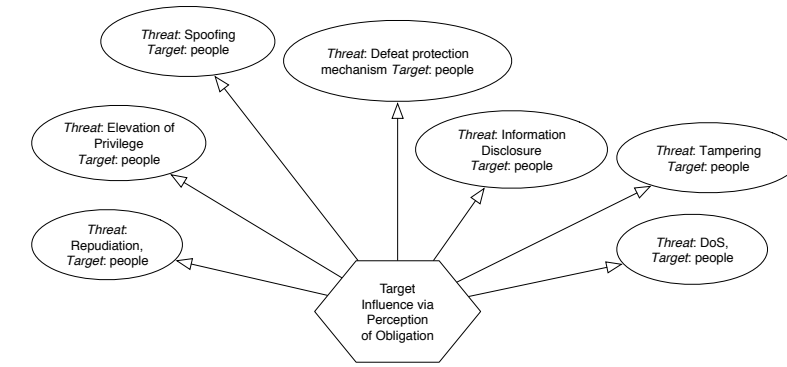 Threat: Spoofing
Target: people
Threat: Defeat protection
mechanism Target: people
Threat: Elevation of
Privilege
Target: people
Threat: Information
Disclosure
Target: people
Threat: Tampering
Target: people
Threat:
Repudiation,
Target: people
Threat: DoS,
Target: people
Target
Influence via
Perception
of Obligation